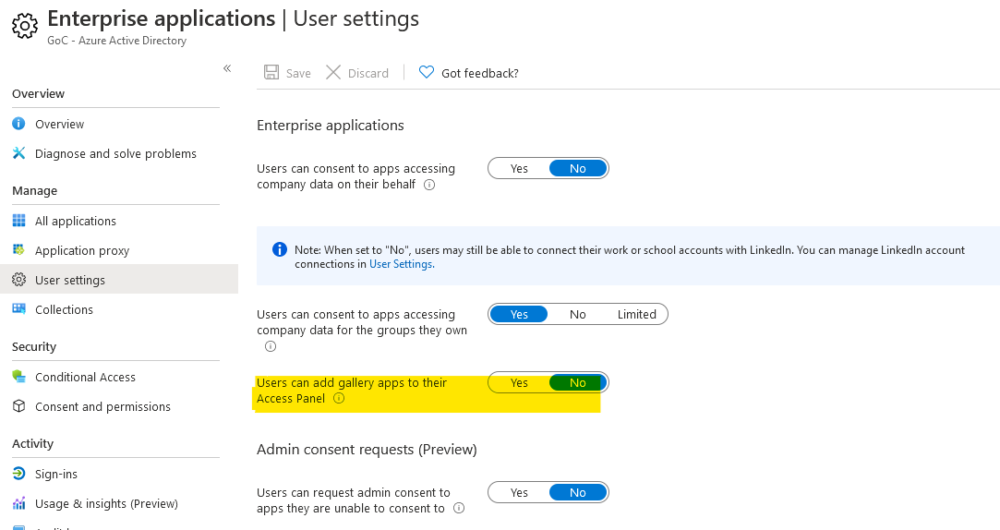 Enterprise applications | User settings
GoC - Azure Active Directory
«
Save Discard Got feedback?
Overview
Overview
Diagnose and solve problems
Manage
All applications
Application proxy
User settings
Collections
Security
Conditional Access
Consent and permissions
Activity
Sign-ins
Usage & insights (Preview)
Enterprise applications
Users can consent to apps accessing
company data on their behalf
Yes No
Note: When set to "No", users may still be able to connect their work or school accounts with LinkedIn. You can manage LinkedIn account
connections in User Settings.
Users can consent to apps accessing
company data for the groups they own
Yes No Limited
Users can add gallery apps to their
Access Panel
Yes No
Admin consent requests (Preview)
Users can request admin consent to
apps they are unable to consent to
Yes No